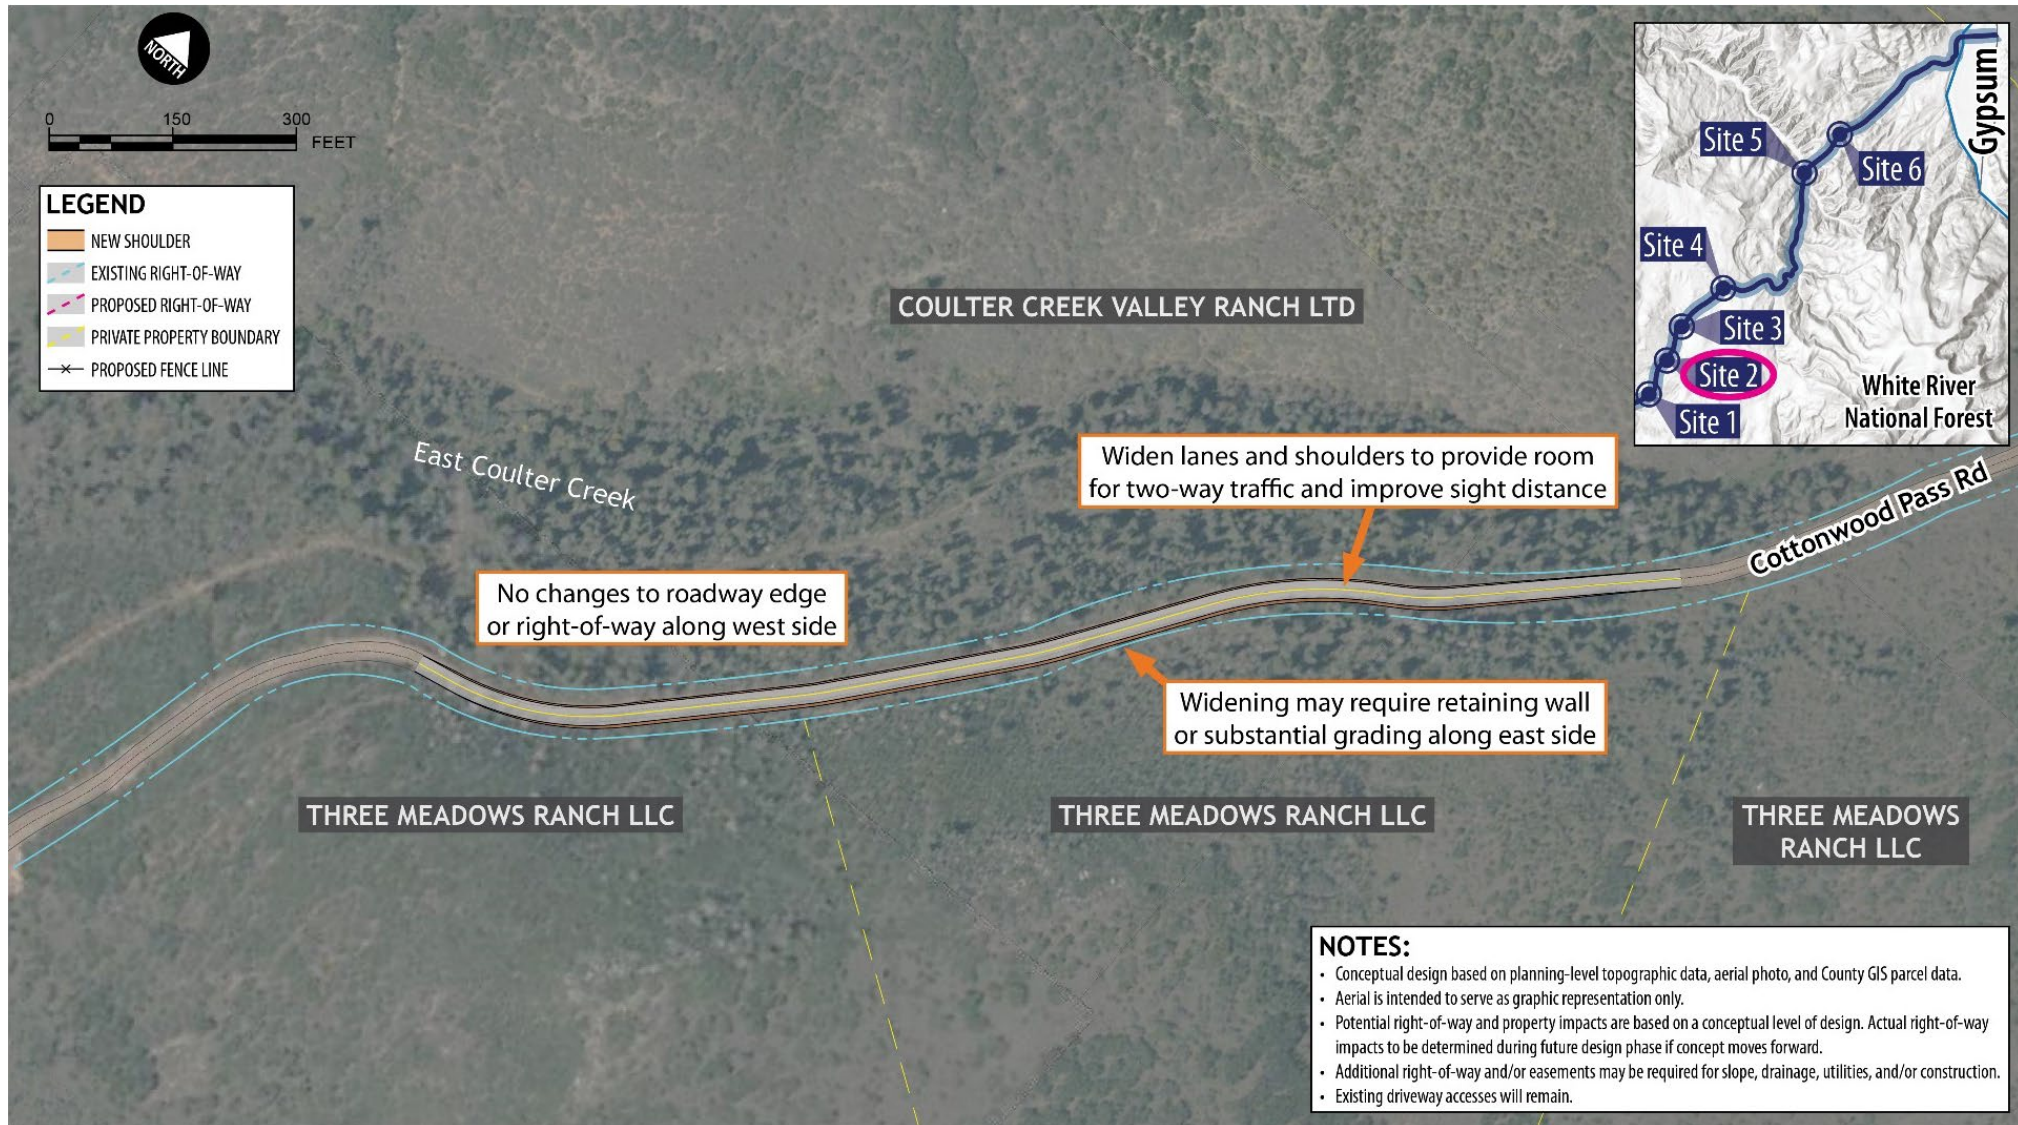 NORTH
0 150 300
FEET
LEGEND
NEW SHOULDER
EXISTING RIGHT-OF-WAY
PROPOSED RIGHT-OF-WAY
PRIVATE PROPERTY BOUNDARY
PROPOSED FENCE LINE
Gypsum
Site 5
Site 6
Site 4
Site 3
Site 2
Site 1
White River
National Forest
COULTER CREEK VALLEY RANCH LTD
East Coulter Creek
Widen lanes and shoulders to provide room
for two-way traffic and improve sight distance
Cottonwood Pass Rd
No changes to roadway edge
or right-of-way along west side
Widening may require retaining wall
or substantial grading along east side
THREE MEADOWS RANCH LLC
THREE MEADOWS RANCH LLC
THREE MEADOWS
RANCH LLC
NOTES:
• Conceptual design based on planning-level topographic data, aerial photo, and County GIS parcel data.
• Aerial is intended to serve as graphic representation only.
• Potential right-of-way and property impacts are based on a conceptual level of design. Actual right-of-way
impacts to be determined during future design phase if concept moves forward.
• Additional right-of-way and/or easements may be required for slope, drainage, utilities, and/or construction.
• Existing driveway accesses will remain.